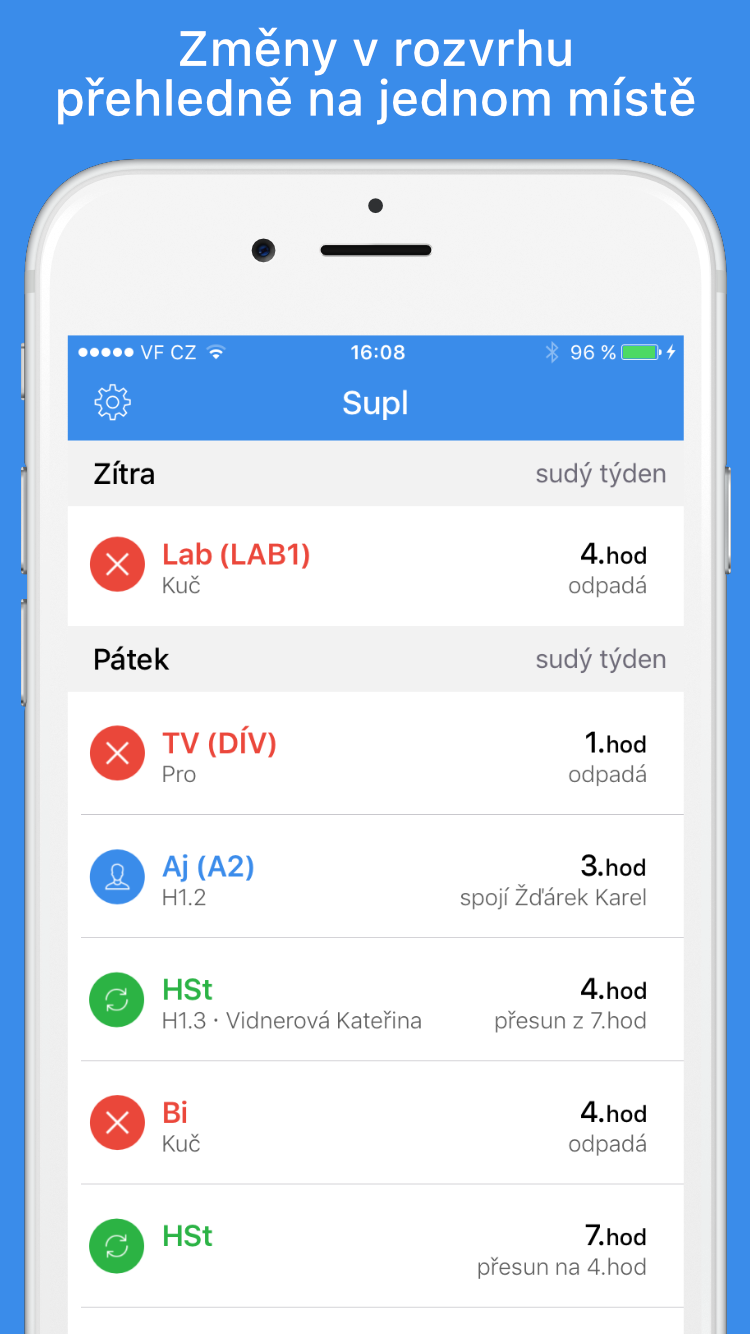 Změny v rozvrhu
přehledně na jednom místě
VF CZ 16:08 96 %
Supl
Zítra sudý týden
Lab (LAB1) 4.hod
Kuč odpadá
Pátek sudý týden
TV (DÍV) 1.hod
Pro odpadá
Aj (A2) 3.hod
H1.2 spojí Žďárek Karel
HSt 4.hod
H1.3 · Vidnerová Kateřina přesun z 7.hod
Bi 4.hod
Kuč odpadá
HSt 7.hod
přesun na 4.hod